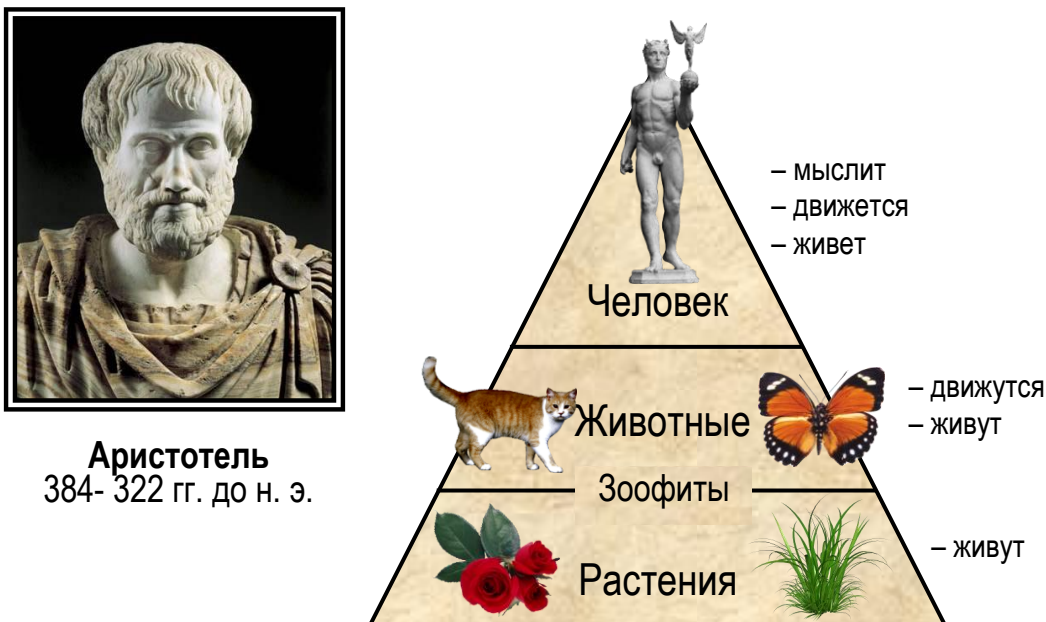 Аристотель
384- 322 гг. до н. э.
– мыслит
– движется
– живет
Человек
Животные
– движутся
– живут
Зоофиты
Растения
– живут